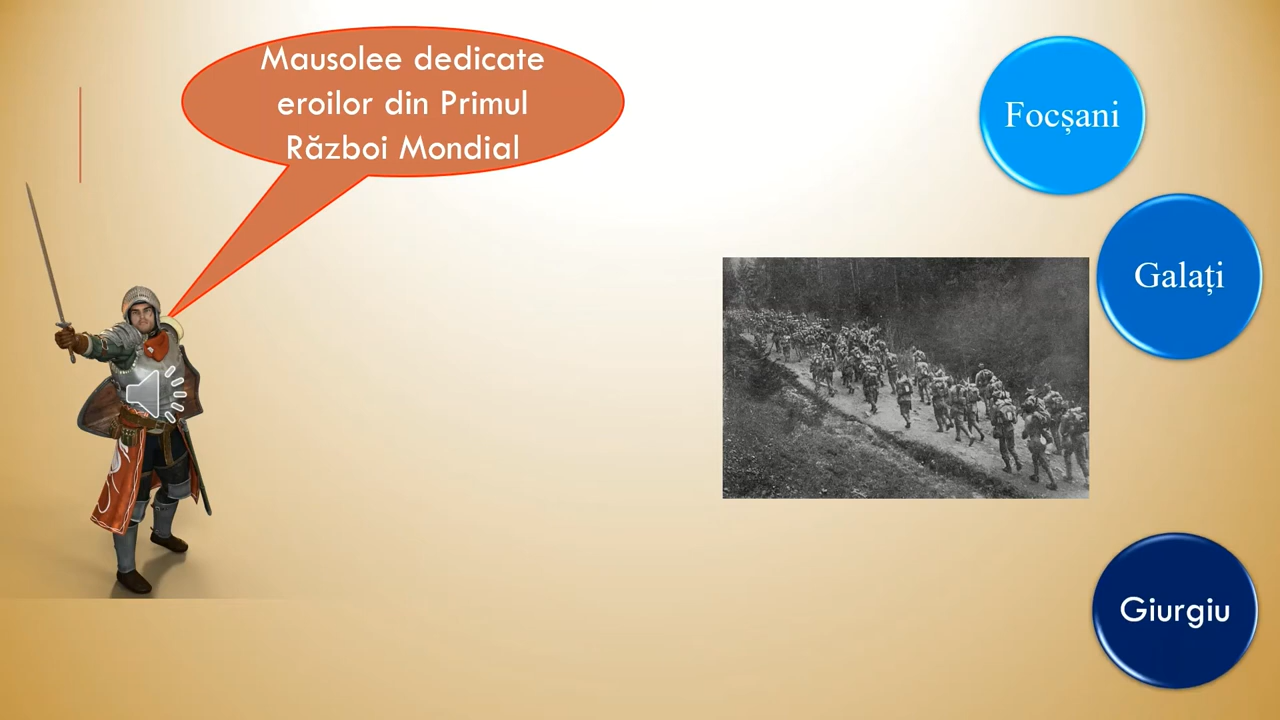 Mausolee dedicate
eroilor din Primul
Război Mondial
Focșani
Galați
Giurgiu